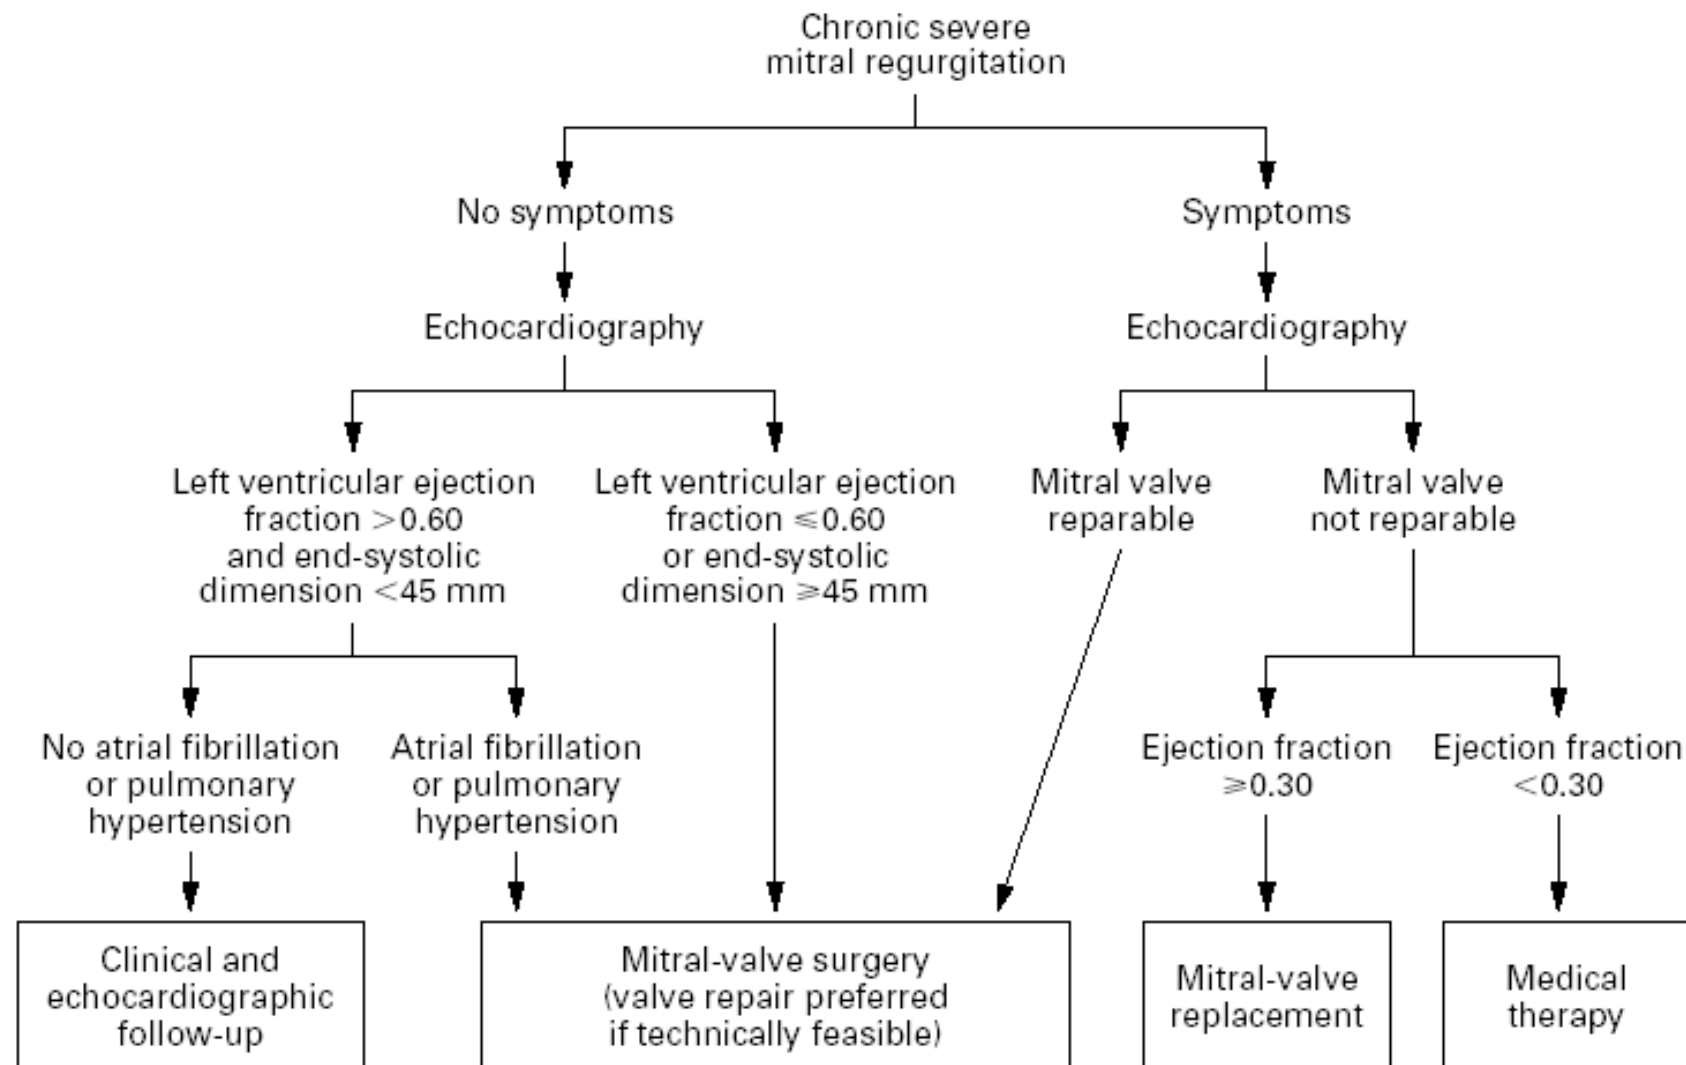 Chronic severe
mitral regurgitation
No symptoms
Symptoms
Echocardiography
Echocardiography
Left ventricular ejection
fraction >0.60
and end-systolic
dimension <45 mm
Left ventricular ejection
fraction ⩽0.60
or end-systolic
dimension ⩾45 mm
Mitral valve
reparable
Mitral valve
not reparable
No atrial fibrillation
or pulmonary
hypertension
Atrial fibrillation
or pulmonary
hypertension
Ejection fraction
⩾0.30
Ejection fraction
<0.30
Clinical and
echocardiographic
follow-up
Mitral-valve surgery
(valve repair preferred
if technically feasible)
Mitral-valve
replacement
Medical
therapy